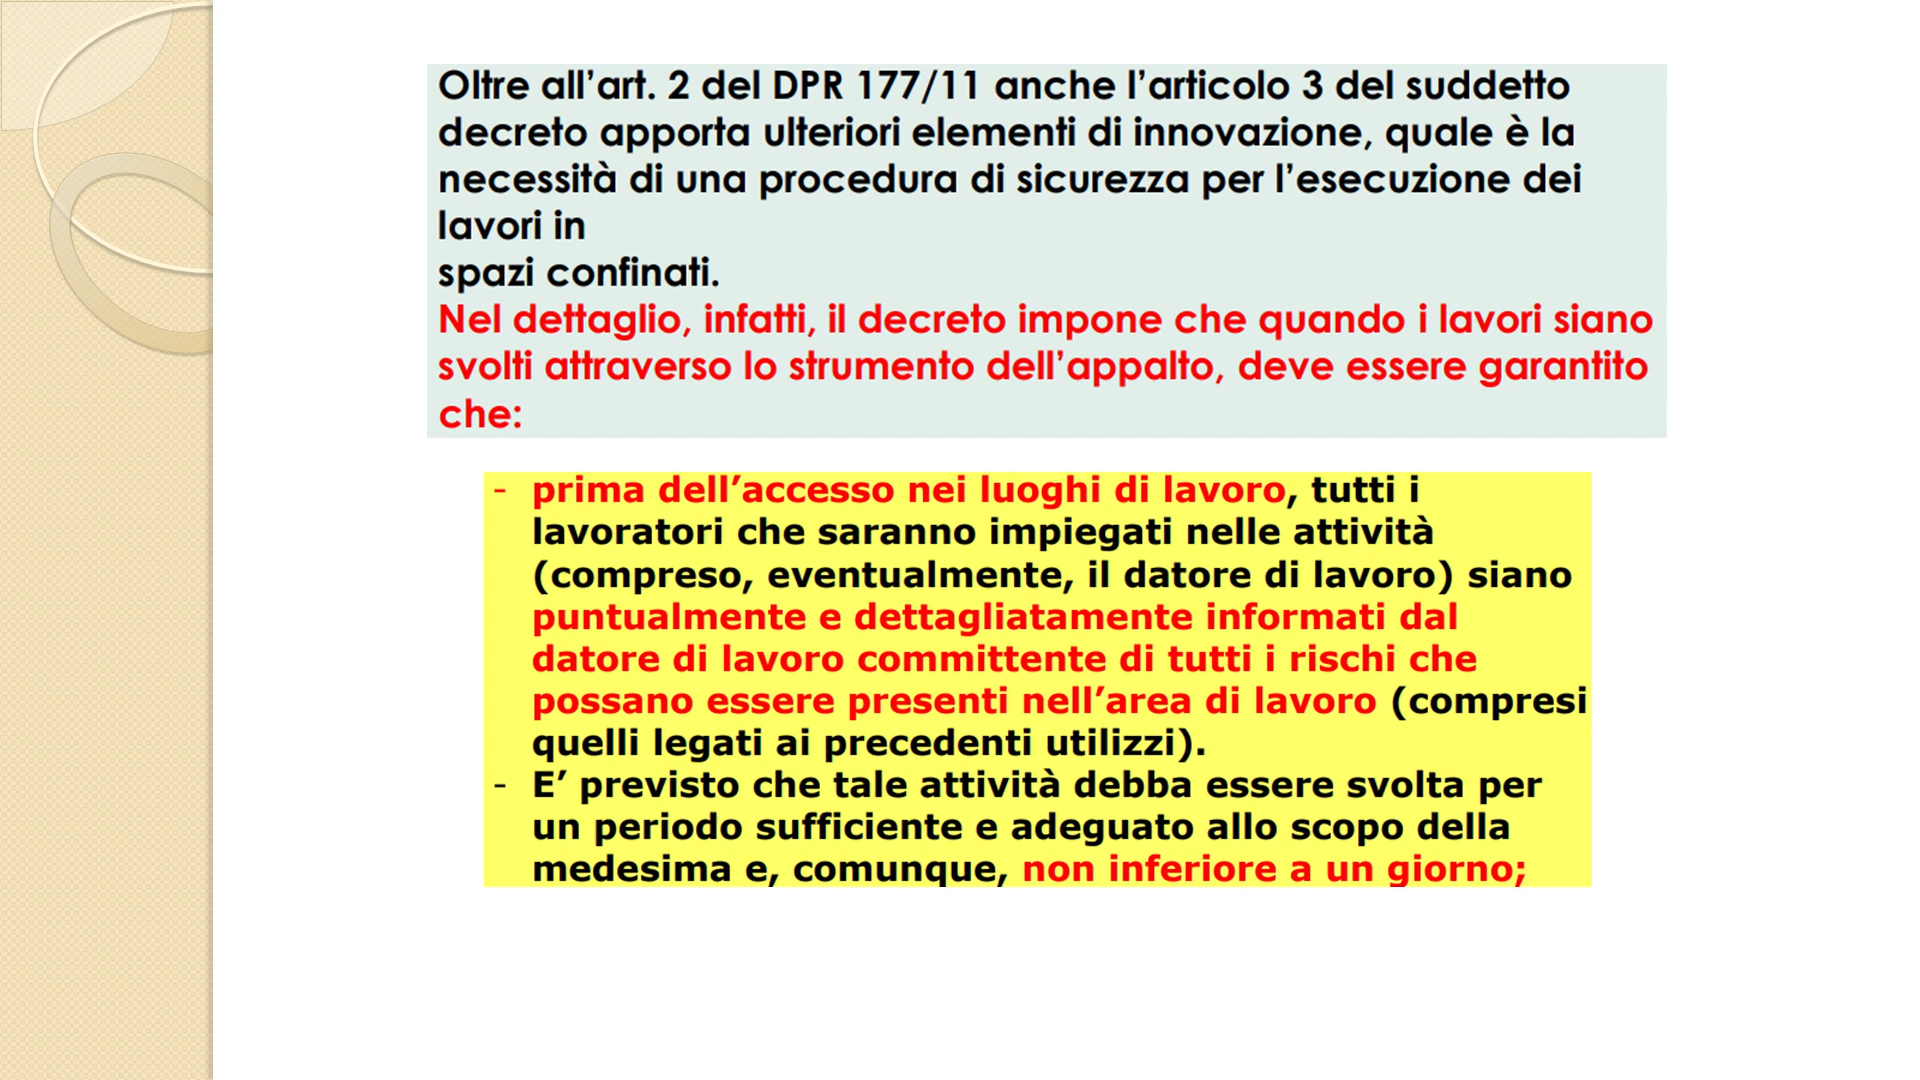 Oltre all’art. 2 del DPR 177/11 anche l’articolo 3 del suddetto
decreto apporta ulteriori elementi di innovazione, quale è la
necessità di una procedura di sicurezza per l’esecuzione dei
lavori in
spazi confinati.
Nel dettaglio, infatti, il decreto impone che quando i lavori siano
svolti attraverso lo strumento dell’appalto, deve essere garantito
che:
- prima dell’accesso nei luoghi di lavoro, tutti i
lavoratori che saranno impiegati nelle attività
(compreso, eventualmente, il datore di lavoro) siano
puntualmente e dettagliatamente informati dal
datore di lavoro committente di tutti i rischi che
possano essere presenti nell’area di lavoro (compresi
quelli legati ai precedenti utilizzi).
- E’ previsto che tale attività debba essere svolta per
un periodo sufficiente e adeguato allo scopo della
medesima e, comunque, non inferiore a un giorno;